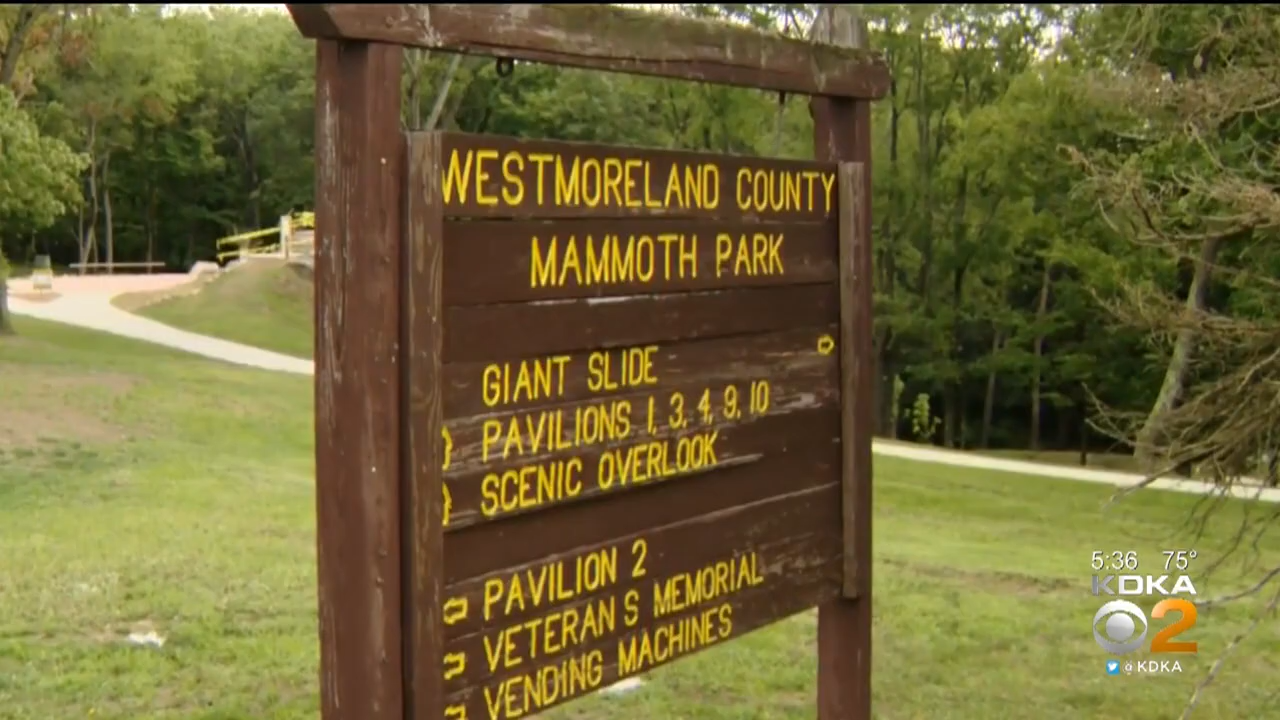 WESTMORELAND COUNTY
MAMMOTH PARK
GIANT SLIDE
PAVILIONS 1, 3, 4, 9, 10
SCENIC OVERLOOK
PAVILION 2
VETERAN S MEMORIAL
VENDING MACHINES
5:36 75°
KDKA
2
@KDKA